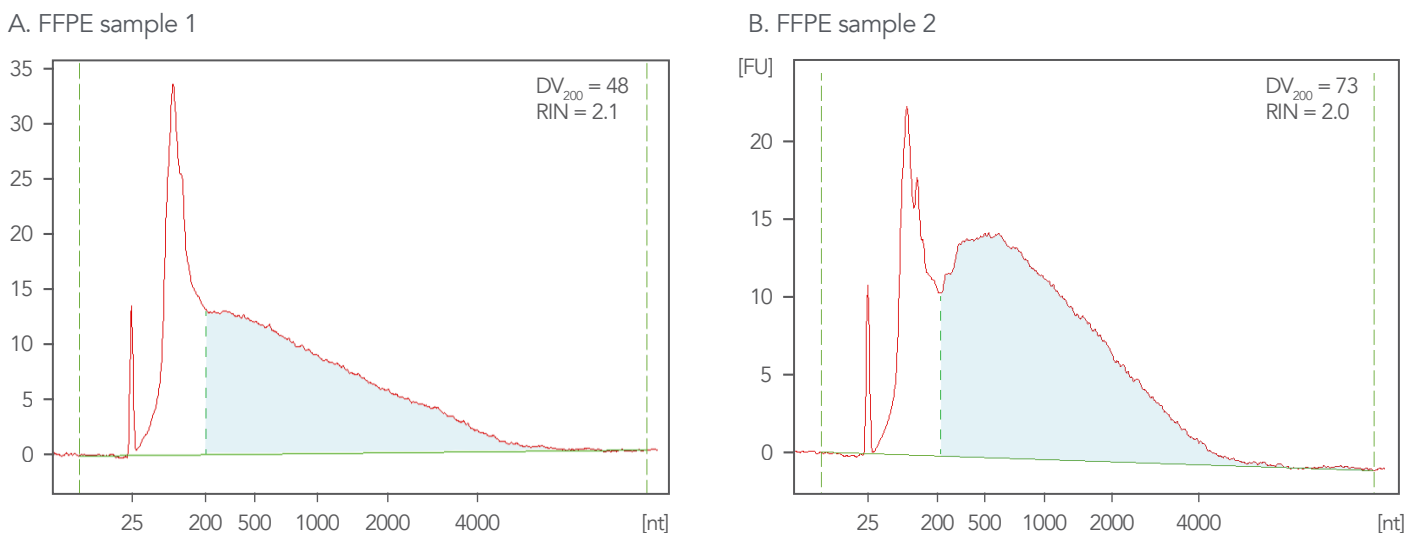 A. FFPE sample 1
35
30
25
20
15
10
5
0
DV200 = 48
RIN = 2.1
25 200 500 1000 2000 4000 [nt]
B. FFPE sample 2
[FU]
20
15
10
5
0
DV200 = 73
RIN = 2.0
25 200 500 1000 2000 4000 [nt]